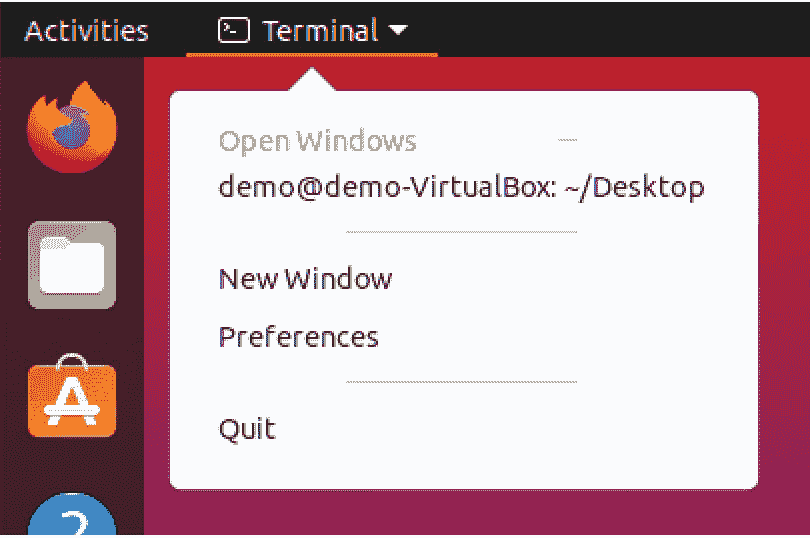 Activities Terminal
Open Windows
demo@demo-VirtualBox: ~/Desktop
New Window
Preferences
Quit
A
?